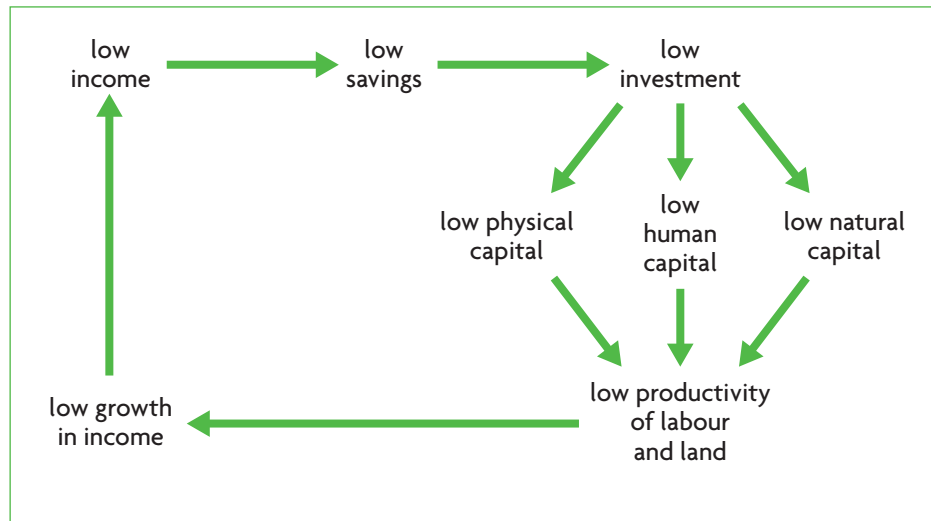 low
income
low
savings
low
investment
low physical
capital
low
human
capital
low natural
capital
low productivity
of labour
and land
low growth
in income